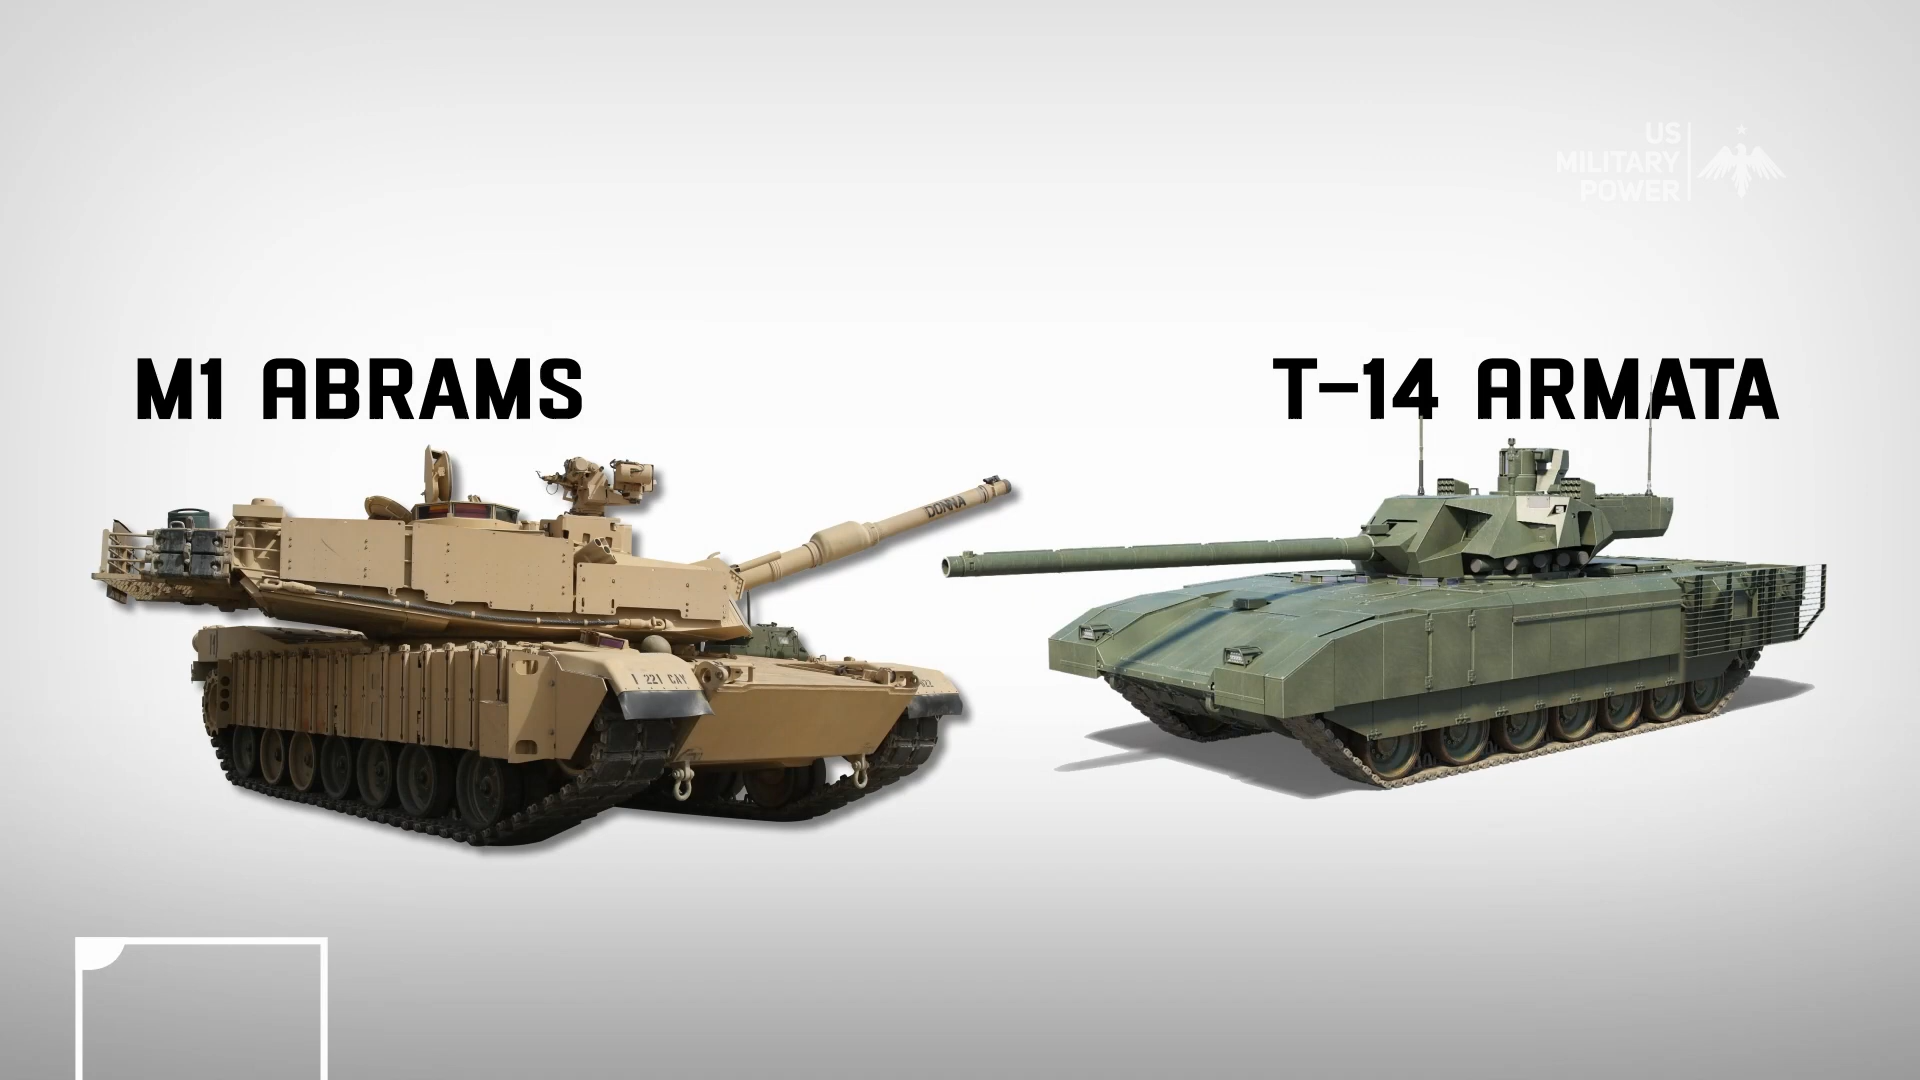 US
MILITARY
POWER
M1 ABRAMS
T-14 ARMATA
DONNA
1 221 CAV